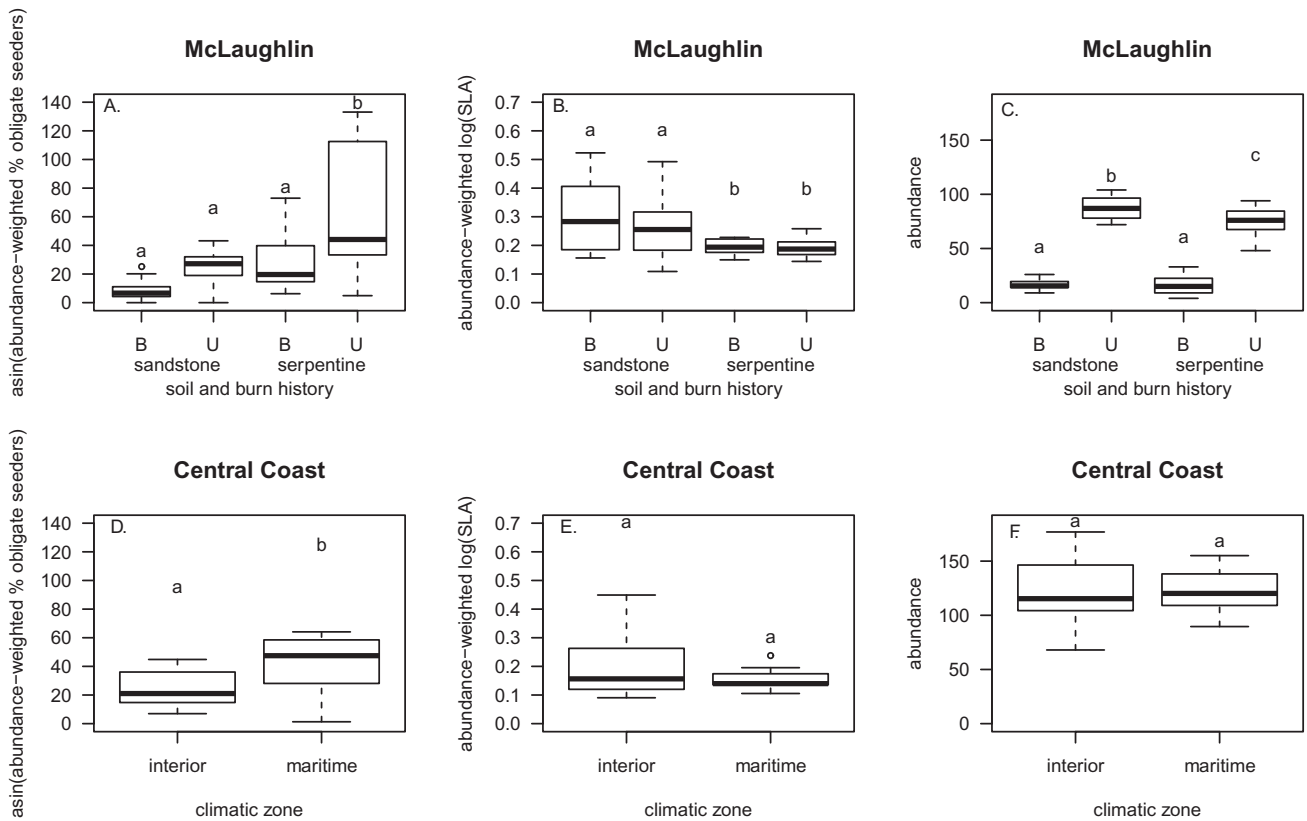 McLaughlin
asin(abundance−weighted % obligate seeders)
A.
140
120
100
80
60
40
20
0
a
a
a
b
B U B U
sandstone serpentine
soil and burn history
McLaughlin
abundance−weighted log(SLA)
B.
0.7
0.6
0.5
0.4
0.3
0.2
0.1
0.0
a
a
b
b
B U B U
sandstone serpentine
soil and burn history
McLaughlin
abundance
C.
150
100
50
0
a
b
a
c
B U B U
sandstone serpentine
soil and burn history
Central Coast
asin(abundance−weighted % obligate seeders)
D.
140
120
100
80
60
40
20
0
a
b
interior maritime
climatic zone
Central Coast
abundance−weighted log(SLA)
E.
0.7
0.6
0.5
0.4
0.3
0.2
0.1
0.0
a
a
interior maritime
climatic zone
Central Coast
abundance
F.
150
100
50
0
a
a
interior maritime
climatic zone